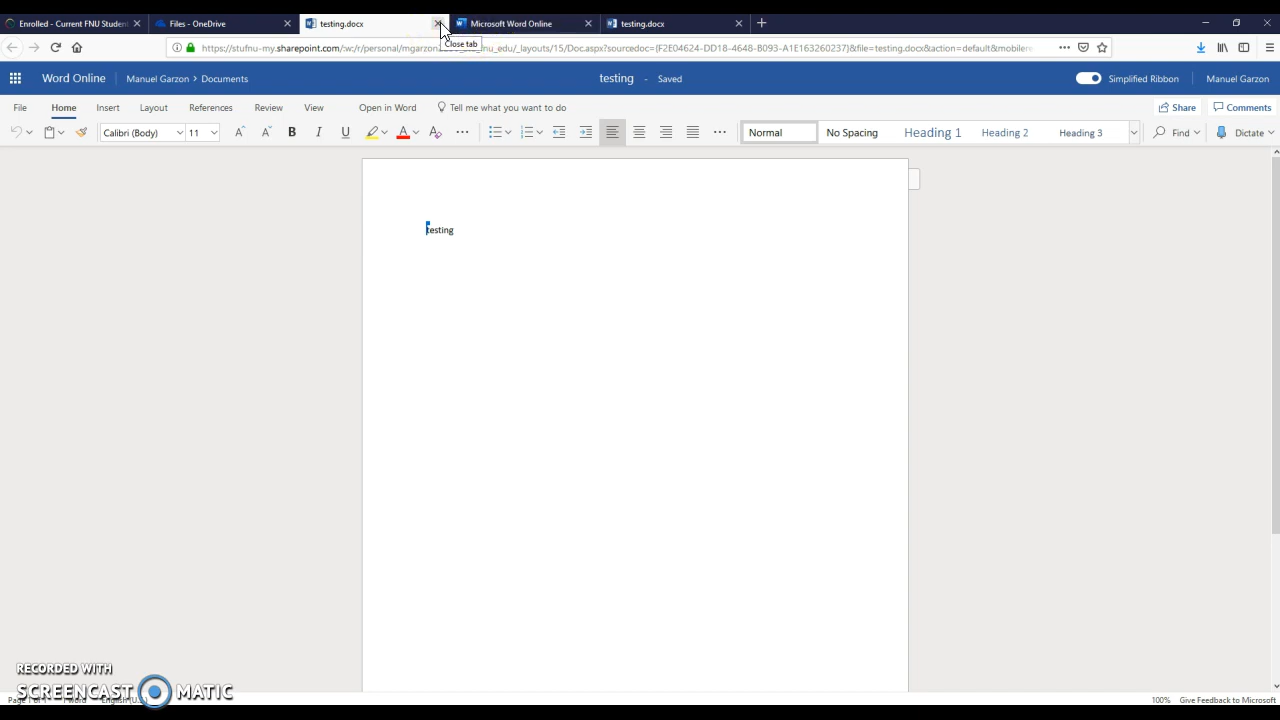 Enrolled - Current FNU Student
Files - OneDrive
testing.docx
Microsoft Word Online
testing.docx
Close tab
Word Online
Manuel Garzon > Documents
testing - Saved
Simplified Ribbon
Manuel Garzon
File Home Insert Layout References Review View Open in Word Tell me what you want to do Share Comments
Calibri (Body) 11 B I U A Normal No Spacing Heading 1 Heading 2 Heading 3 Find Dictate
testing
RECORDED WITH
SCREENCAST MATIC
100% Give Feedback to Microsoft